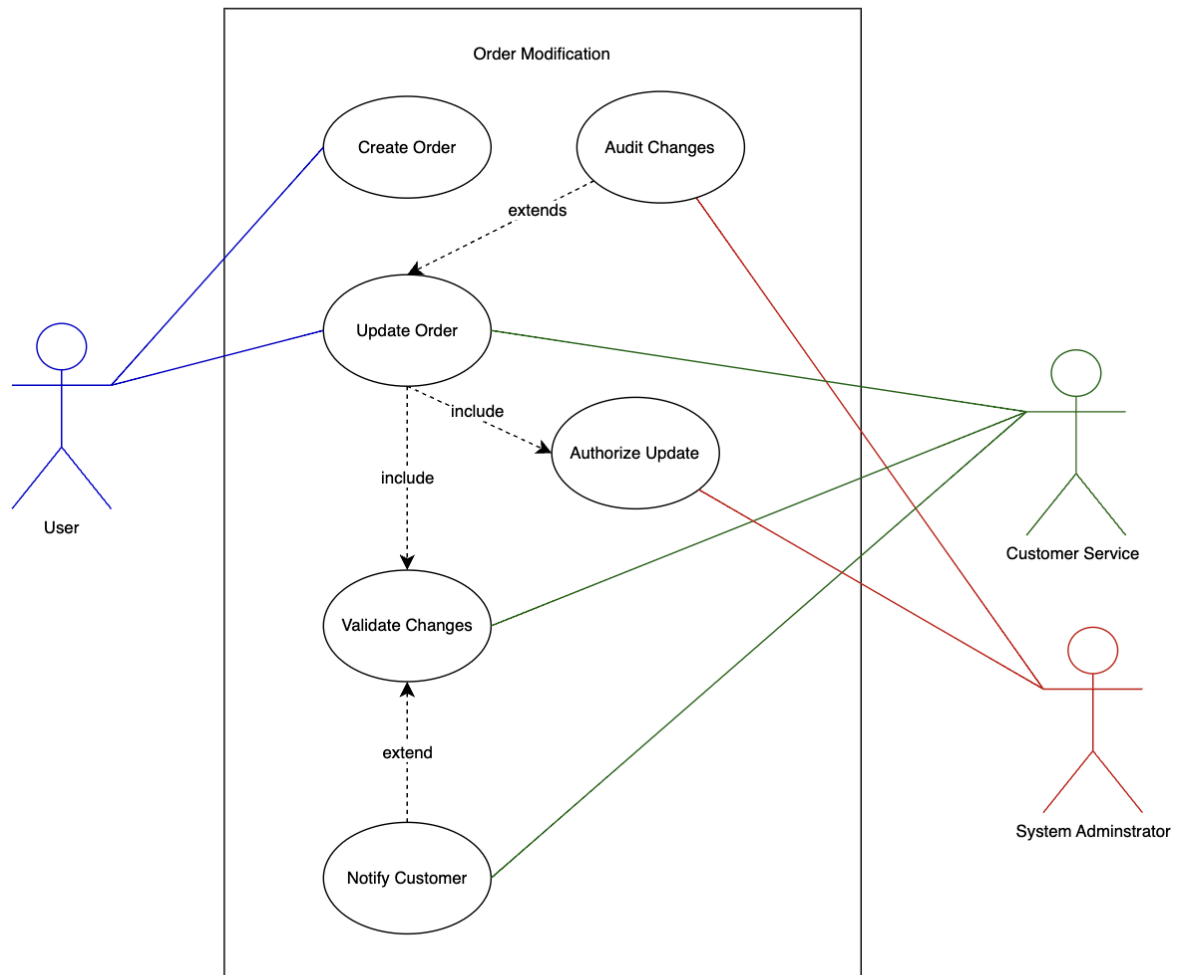 Order Modification
Create Order
Audit Changes
extends
Update Order
include
Authorize Update
include
User
Customer Service
Validate Changes
extend
System Adminstrator
Notify Customer